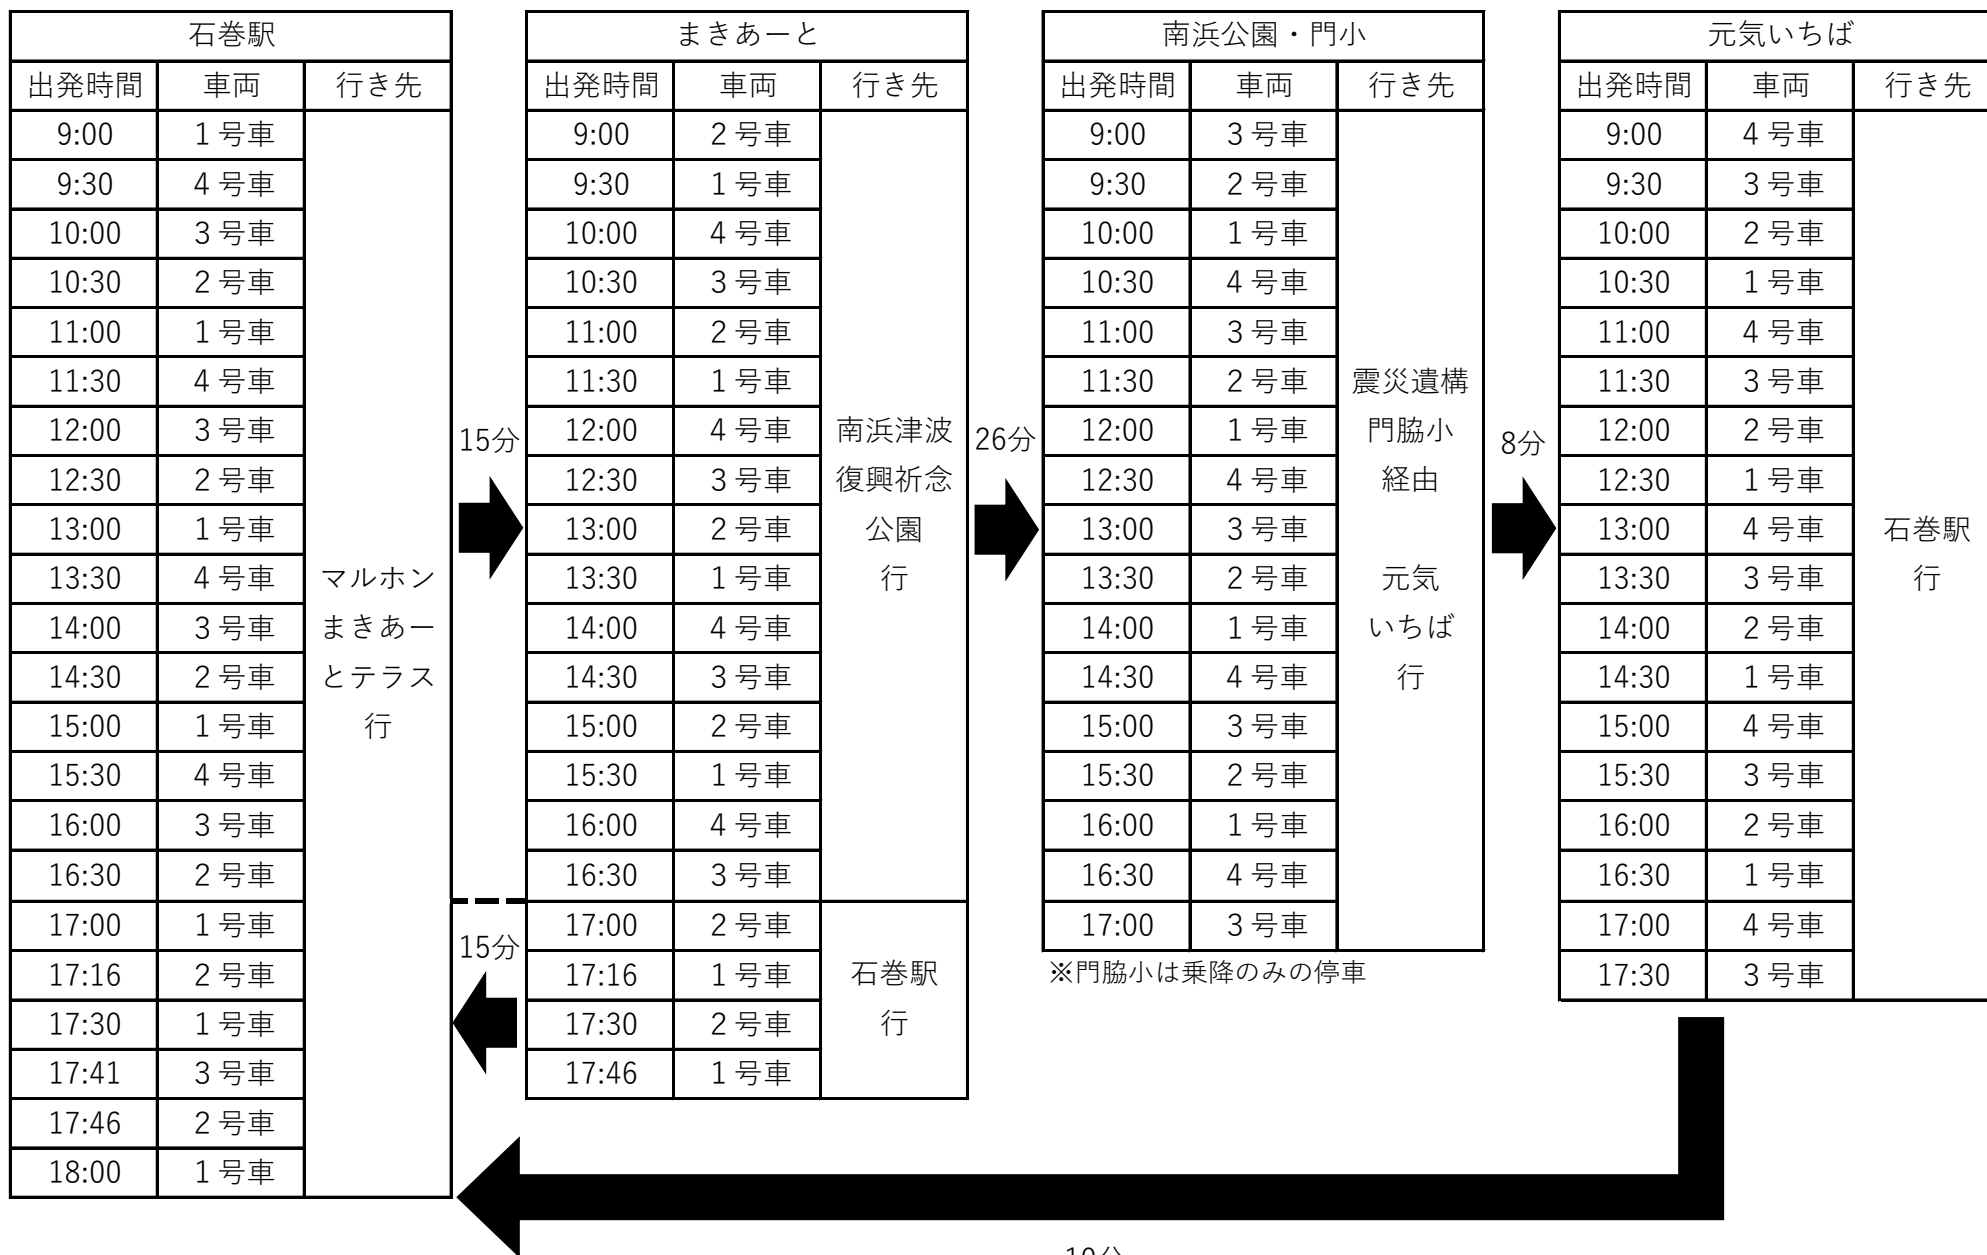 石巻駅
出発時間 車両 行き先
9:00 1号車
9:30 4号車
10:00 3号車
10:30 2号車
11:00 1号車
11:30 4号車
12:00 3号車
12:30 2号車
13:00 1号車
13:30 4号車
14:00 3号車
14:30 2号車
15:00 1号車
15:30 4号車
16:00 3号車
16:30 2号車
17:00 1号車
17:16 2号車
17:30 1号車
17:41 3号車
17:46 2号車
18:00 1号車
マルホン
まきあー
とテラス
行
15分
15分
まきあーと
出発時間 車両 行き先
9:00 2号車
9:30 1号車
10:00 4号車
10:30 3号車
11:00 2号車
11:30 1号車
12:00 4号車
12:30 3号車
13:00 2号車
13:30 1号車
14:00 4号車
14:30 3号車
15:00 2号車
15:30 1号車
16:00 4号車
16:30 3号車
17:00 2号車
17:16 1号車
17:30 2号車
17:46 1号車
南浜津波
復興祈念
公園
行
石巻駅
行
26分
南浜公園・門小
出発時間 車両 行き先
9:00 3号車
9:30 2号車
10:00 1号車
10:30 4号車
11:00 3号車
11:30 2号車
12:00 1号車
12:30 4号車
13:00 3号車
13:30 2号車
14:00 1号車
14:30 4号車
15:00 3号車
15:30 2号車
16:00 1号車
16:30 4号車
17:00 3号車
震災遺構
門脇小
経由
元気
いちば
行
※門脇小は乗降のみの停車
8分
元気いちば
出発時間 車両 行き先
9:00 4号車
9:30 3号車
10:00 2号車
10:30 1号車
11:00 4号車
11:30 3号車
12:00 2号車
12:30 1号車
13:00 4号車
13:30 3号車
14:00 2号車
14:30 1号車
15:00 4号車
15:30 3号車
16:00 2号車
16:30 1号車
17:00 4号車
17:30 3号車
石巻駅
行